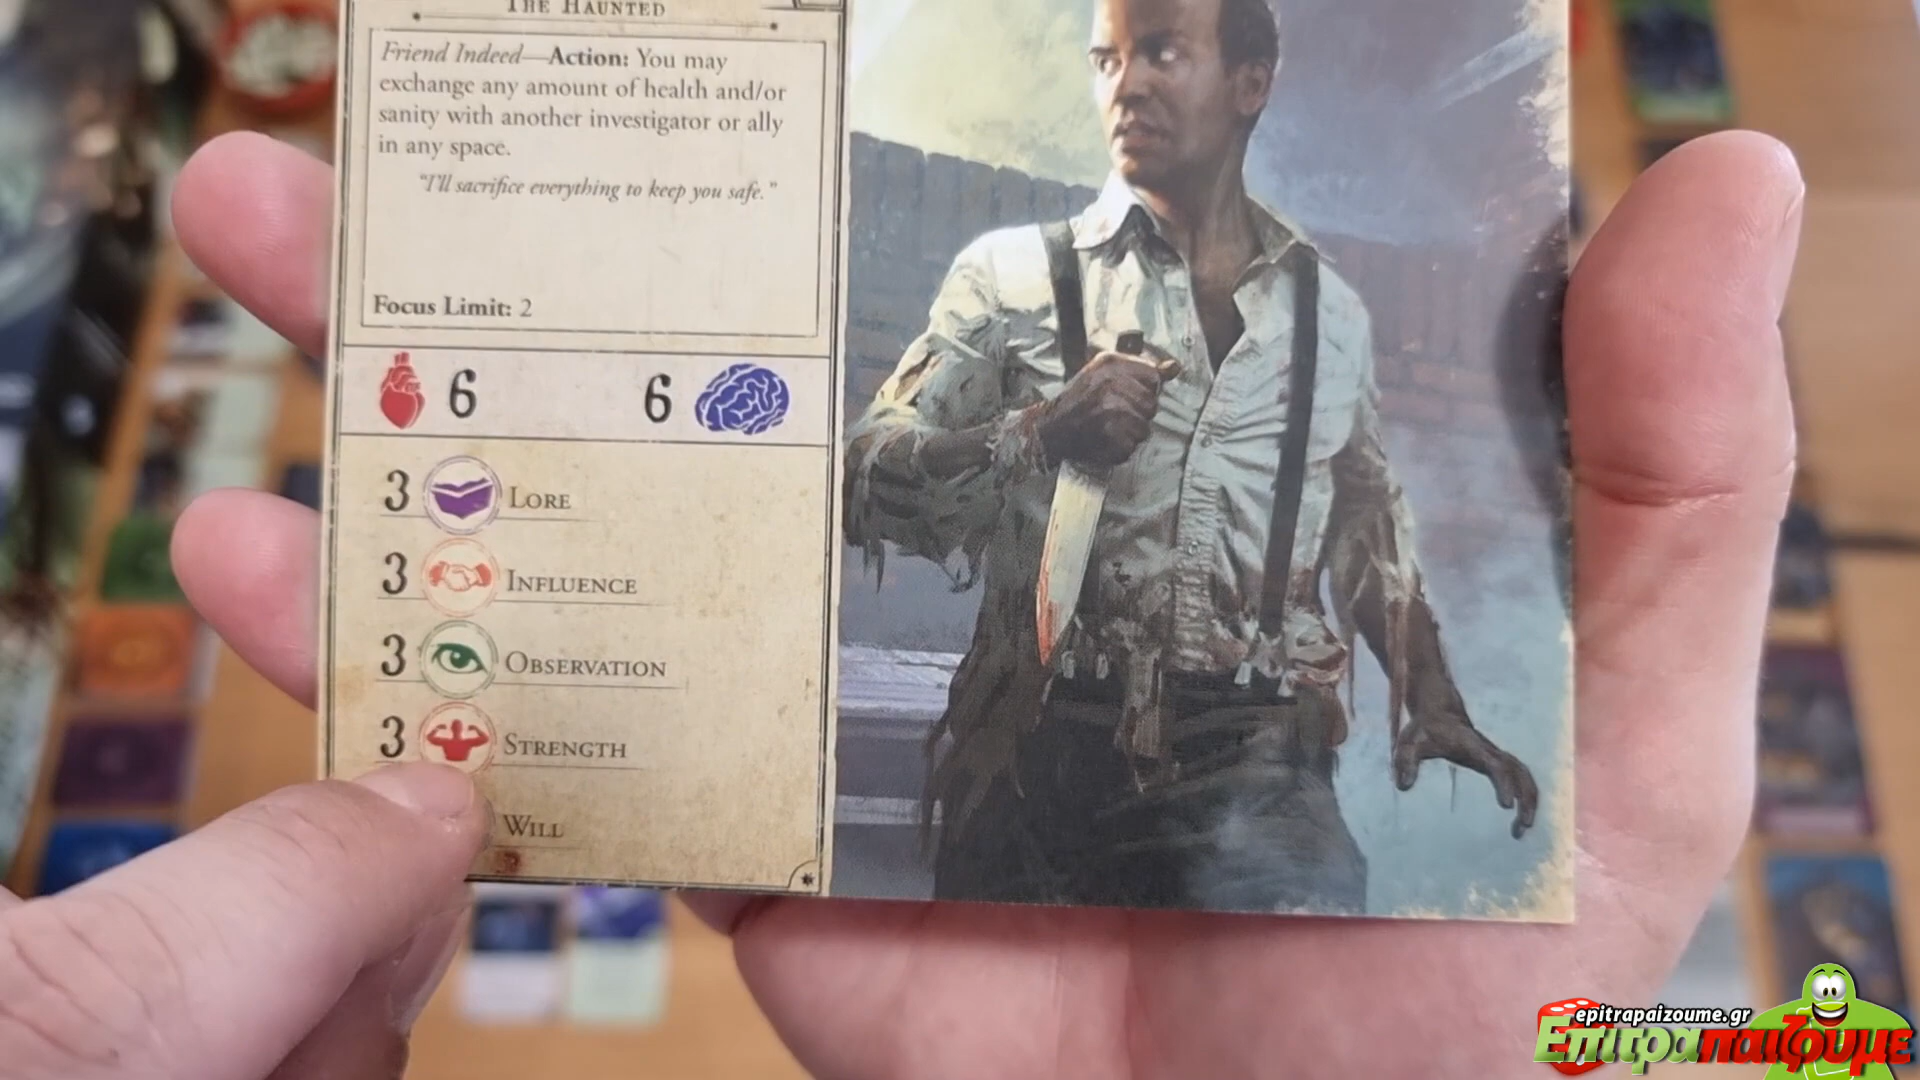 THE HAUNTED
Friend Indeed—Action: You may
exchange any amount of health and/or
sanity with another investigator or ally
in any space.
"I'll sacrifice everything to keep you safe."
Focus Limit: 2
6 6
3 LORE
3 INFLUENCE
3 OBSERVATION
3 STRENGTH
WILL
epitrapaizoume.gr
Επιτραπαίζουμε